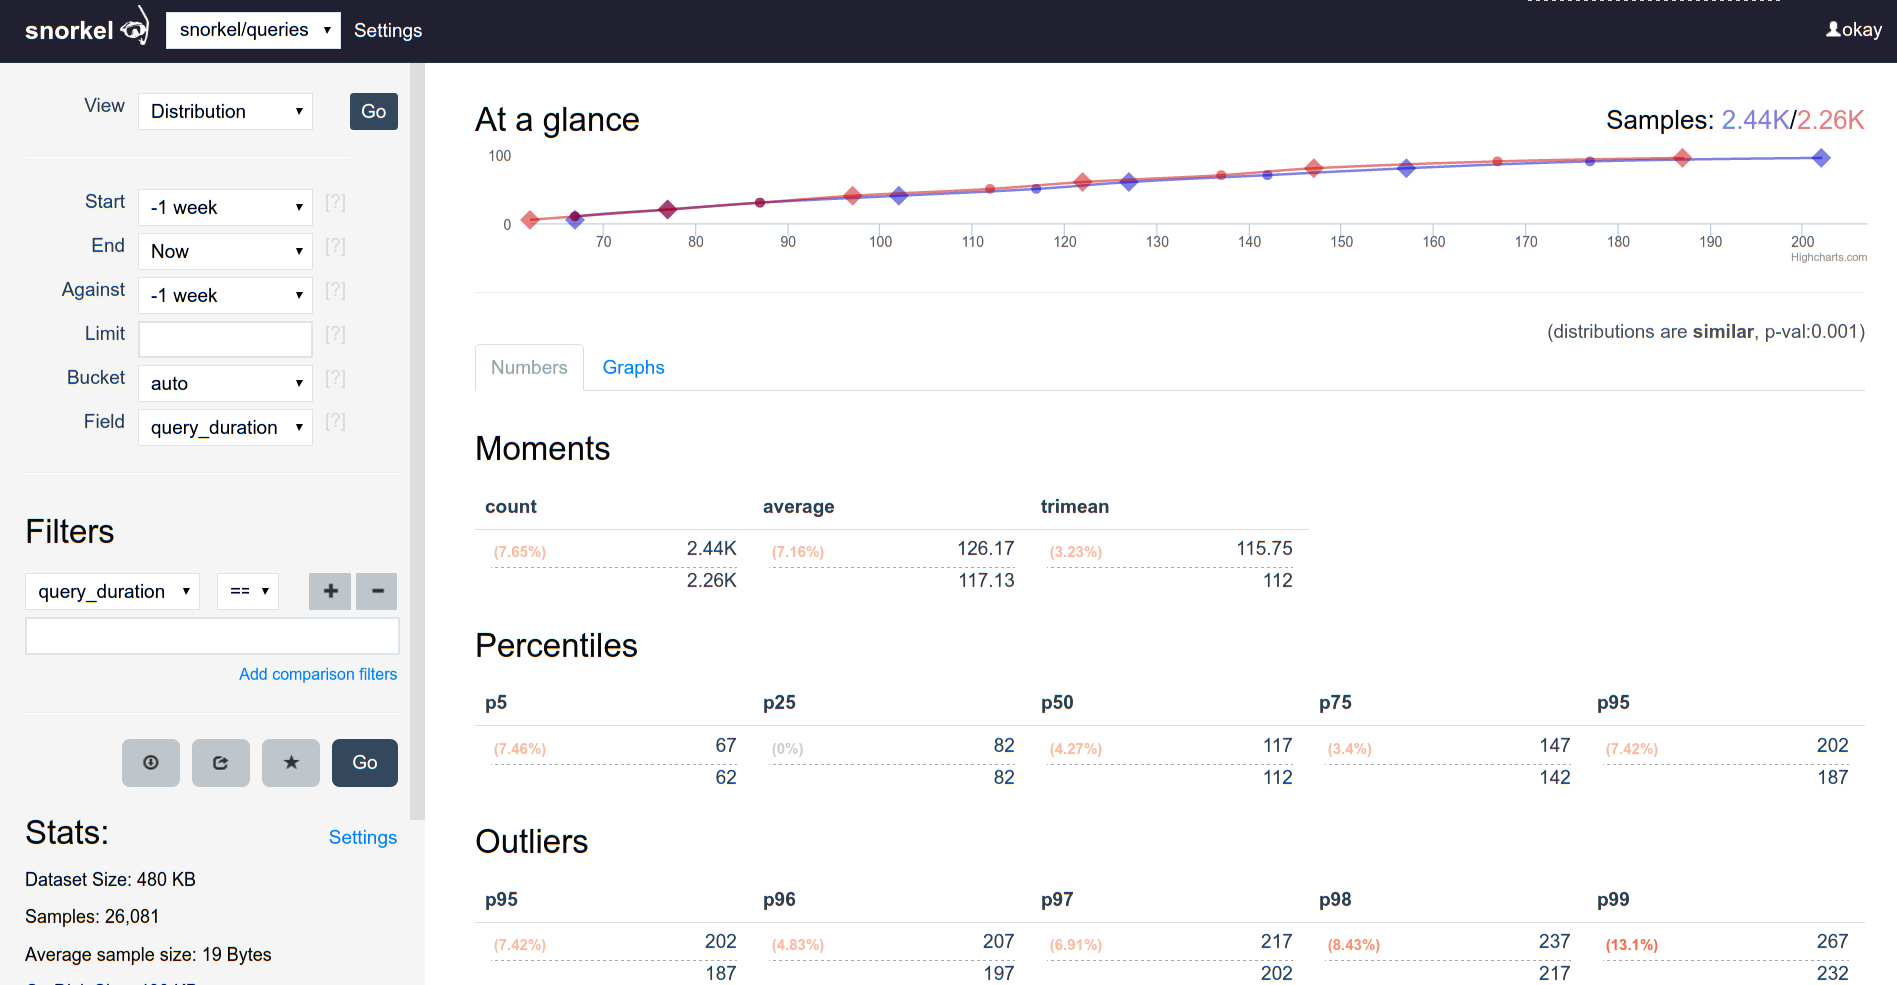 snorkel snorkel/queries Settings okay
View Distribution Go
Start -1 week [?]
End Now [?]
Against -1 week [?]
Limit [?]
Bucket auto [?]
Field query_duration [?]
Filters
query_duration == + -
Add comparison filters
Go
Stats: Settings
Dataset Size: 480 KB
Samples: 26,081
Average sample size: 19 Bytes
At a glance
Samples: 2.44K/2.26K
100
0
70 80 90 100 110 120 130 140 150 160 170 180 190 200
Highcharts.com
(distributions are similar, p-val:0.001)
Numbers Graphs
Moments
count average trimean
(7.65%) 2.44K (7.16%) 126.17 (3.23%) 115.75
2.26K 117.13 112
Percentiles
p5 p25 p50 p75 p95
(7.46%) 67 (0%) 82 (4.27%) 117 (3.4%) 147 (7.42%) 202
62 82 112 142 187
Outliers
p95 p96 p97 p98 p99
(7.42%) 202 (4.83%) 207 (6.91%) 217 (8.43%) 237 (13.1%) 267
187 197 202 217 232